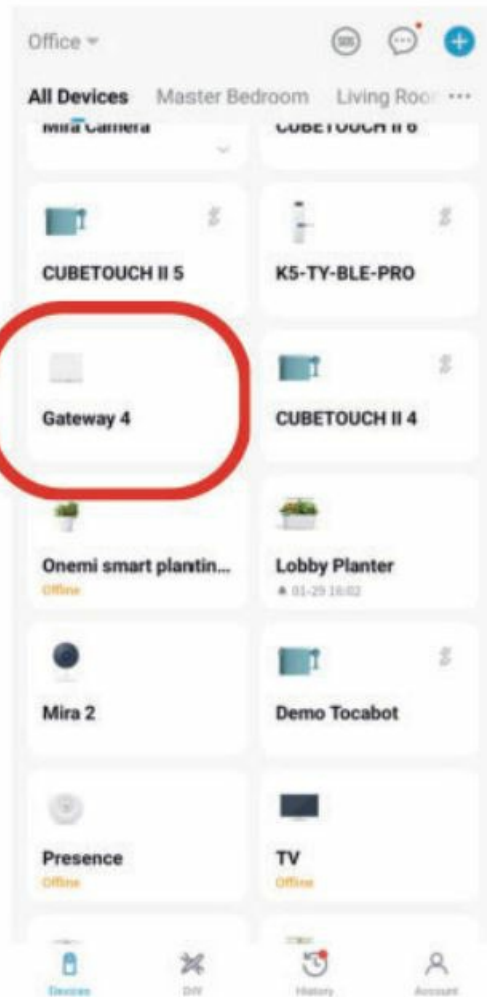 Office
SOS
All Devices Master Bedroom Living Roo
Mira Camera CUBETOUCH II 6
CUBETOUCH II 5 K5-TY-BLE-PRO
Gateway 4 CUBETOUCH II 4
Onemi smart plantin... Lobby Planter
Offline 01-29 16:02
Mira 2 Demo Tocabot
Presence TV
Offline Offline
Devices DIY History Account